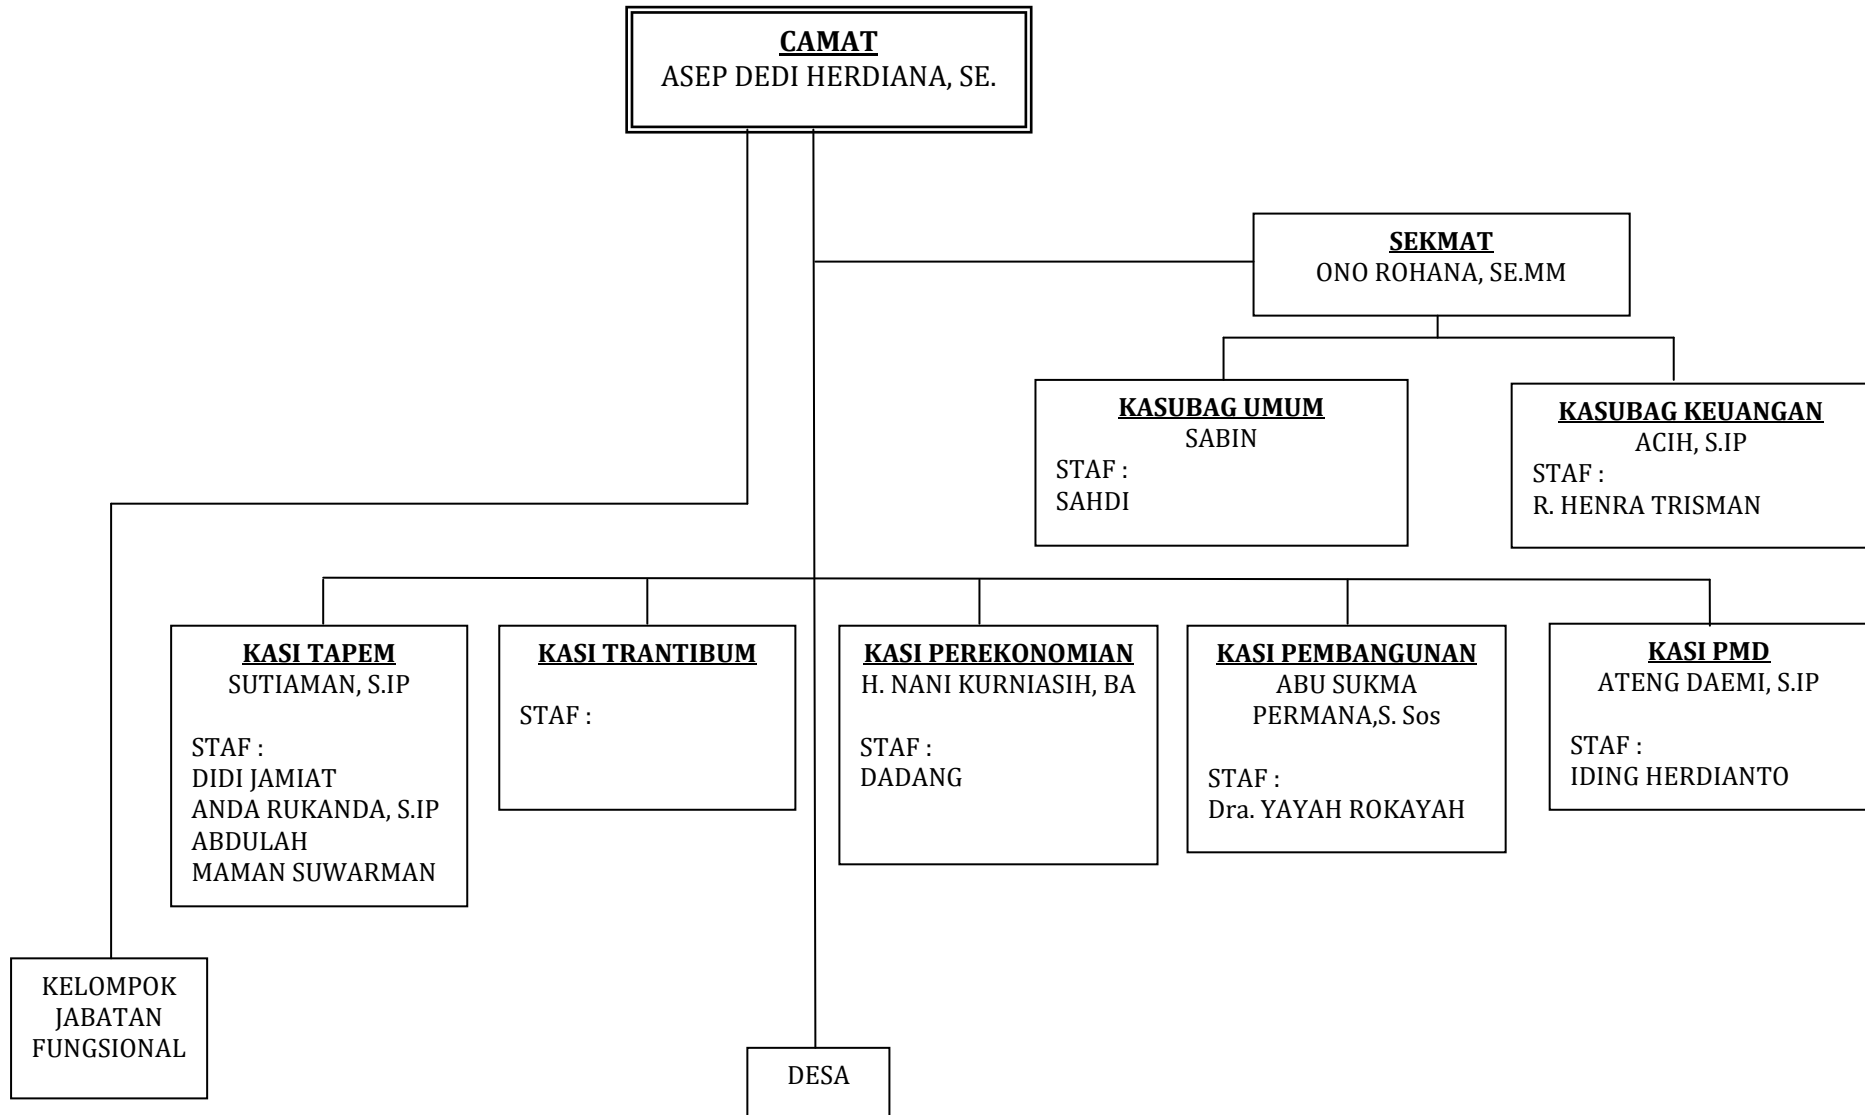 CAMAT
ASEP DEDI HERDIANA, SE.
SEKMAT
ONO ROHANA, SE.MM
KASUBAG UMUM
SABIN
STAF :
SAHDI
KASUBAG KEUANGAN
ACIH, S.IP
STAF :
R. HENRA TRISMAN
KASI TAPEM
SUTIAMAN, S.IP
STAF :
DIDI JAMIAT
ANDA RUKANDA, S.IP
ABDULAH
MAMAN SUWARMAN
KASI TRANTIBUM
STAF :
KASI PEREKONOMIAN
H. NANI KURNIASIH, BA
STAF :
DADANG
KASI PEMBANGUNAN
ABU SUKMA
PERMANA,S. Sos
STAF :
Dra. YAYAH ROKAYAH
KASI PMD
ATENG DAEMI, S.IP
STAF :
IDING HERDIANTO
KELOMPOK
JABATAN
FUNGSIONAL
DESA